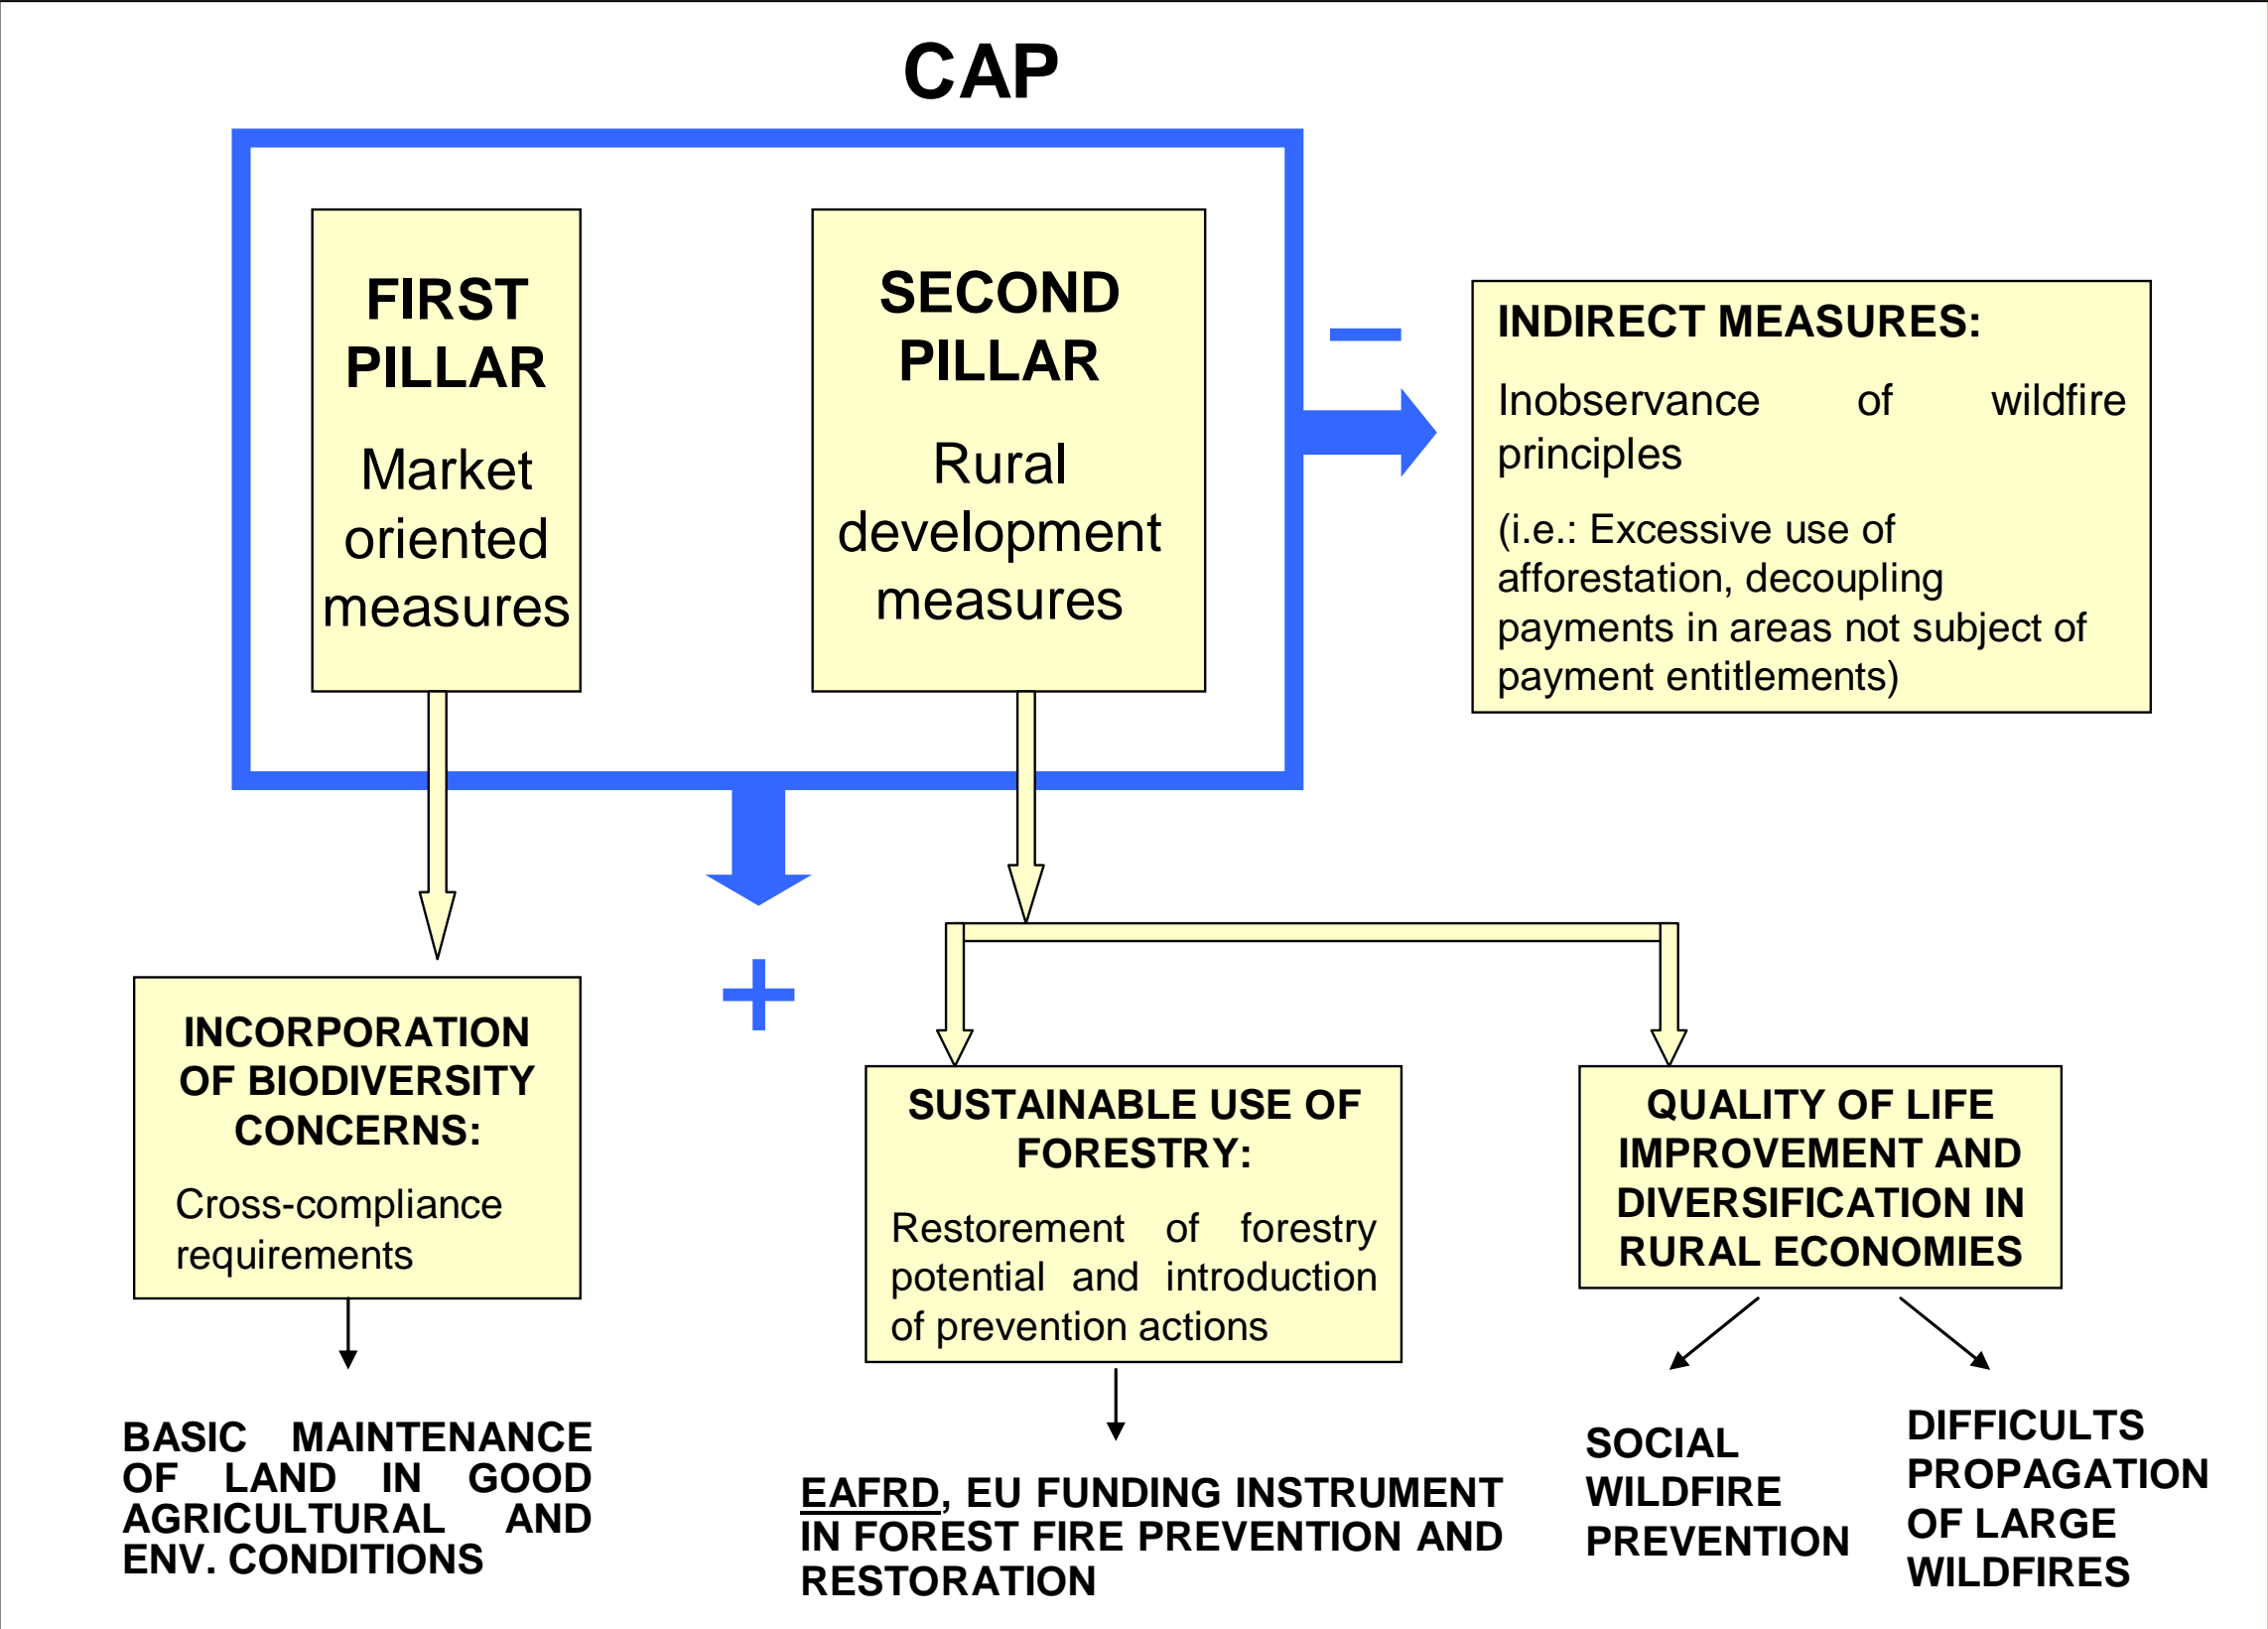 CAP
FIRST
PILLAR
Market
oriented
measures
SECOND
PILLAR
Rural
development
measures
INDIRECT MEASURES:
Inobservance of wildfire
principles
(i.e.: Excessive use of
afforestation, decoupling
payments in areas not subject of
payment entitlements)
INCORPORATION
OF BIODIVERSITY
CONCERNS:
Cross-compliance
requirements
SUSTAINABLE USE OF
FORESTRY:
Restorement of forestry
potential and introduction
of prevention actions
QUALITY OF LIFE
IMPROVEMENT AND
DIVERSIFICATION IN
RURAL ECONOMIES
BASIC MAINTENANCE
OF LAND IN GOOD
AGRICULTURAL AND
ENV. CONDITIONS
EAFRD, EU FUNDING INSTRUMENT
IN FOREST FIRE PREVENTION AND
RESTORATION
SOCIAL
WILDFIRE
PREVENTION
DIFFICULTS
PROPAGATION
OF LARGE
WILDFIRES